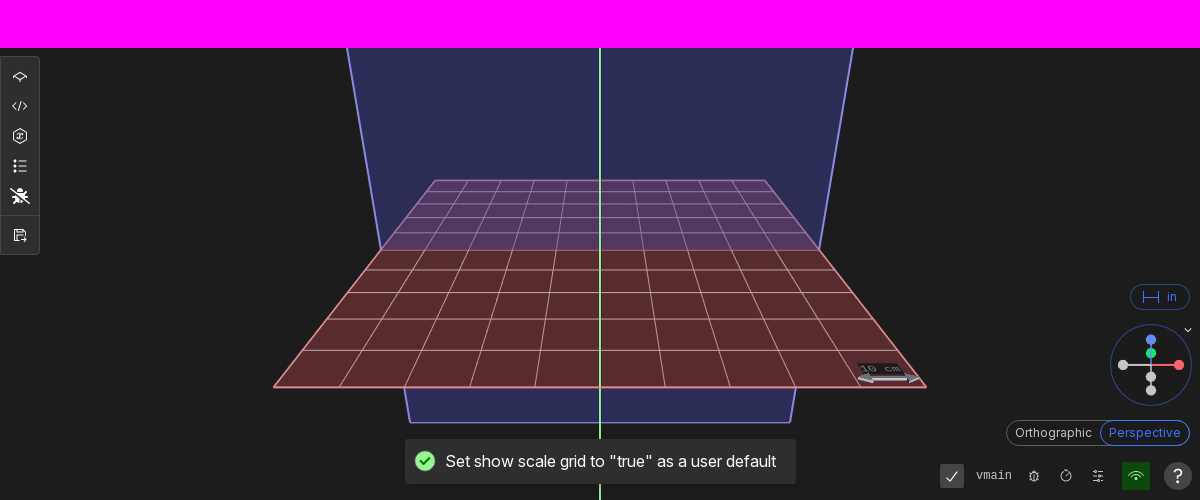 10 cm
in
Orthographic
Perspective
Set show scale grid to "true" as a user default
vmain
?